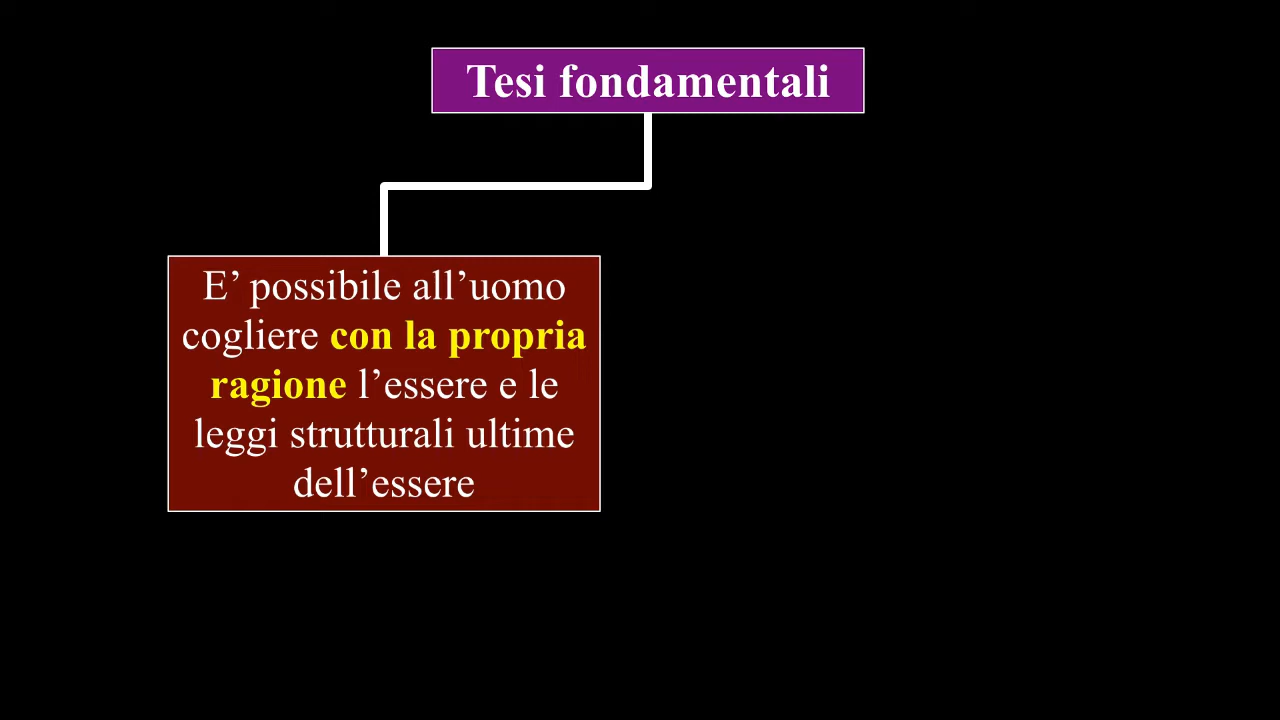 Tesi fondamentali
E’ possibile all’uomo
cogliere con la propria
ragione l’essere e le
leggi strutturali ultime
dell’essere